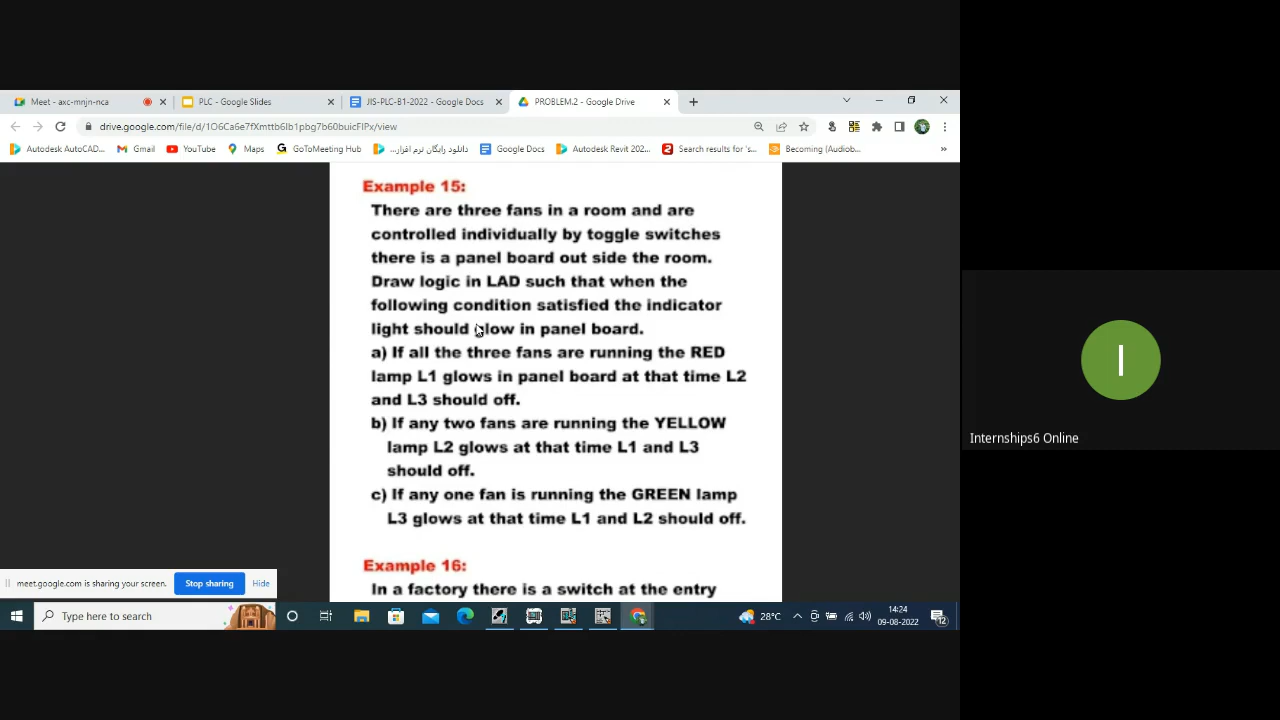 Meet - axc-mnjn-nca
PLC - Google Slides
JIS-PLC-B1-2022 - Google Docs
PROBLEM.2 - Google Drive
Autodesk AutoCAD...
Gmail
YouTube
Maps
GoToMeeting Hub
دانلود رایگان نرم افزار...
Google Docs
Autodesk Revit 202...
Search results for 's...
Becoming (Audiob...
»
Example 15:
There are three fans in a room and are
controlled individually by toggle switches
there is a panel board out side the room.
Draw logic in LAD such that when the
following condition satisfied the indicator
light should glow in panel board.
a) If all the three fans are running the RED
lamp L1 glows in panel board at that time L2
and L3 should off.
b) If any two fans are running the YELLOW
lamp L2 glows at that time L1 and L3
should off.
c) If any one fan is running the GREEN lamp
L3 glows at that time L1 and L2 should off.
Example 16:
In a factory there is a switch at the entry
meet.google.com is sharing your screen.
Stop sharing
Hide
Type here to search
28°C
14:24
09-08-2022
12
I
Internships6 Online